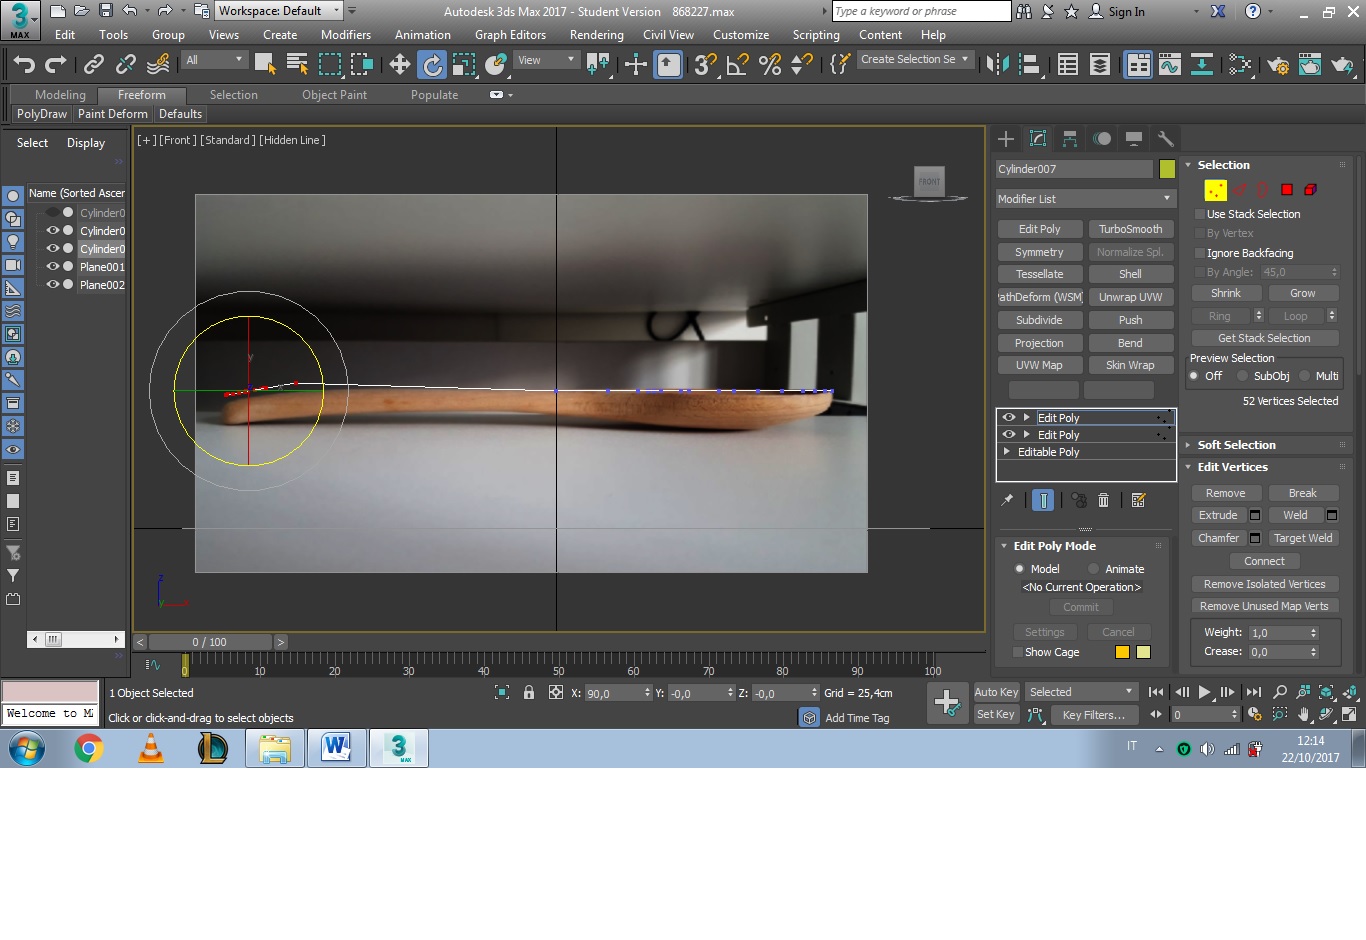 3 MAX Workspace: Default Autodesk 3ds Max 2017 - Student Version 868227.max Type a keyword or phrase Sign In
Edit Tools Group Views Create Modifiers Animation Graph Editors Rendering Civil View Customize Scripting Content Help
All View 3 Create Selection Se
Modeling Freeform Selection Object Paint Populate
PolyDraw Paint Deform Defaults
Select Display
Name (Sorted Ascer
Cylinder0
Cylinder0
Cylinder0
Plane001
Plane002
[+] [Front] [Standard] [Hidden Line]
FRONT
y
x
z
y x
Cylinder007
Modifier List
Edit Poly TurboSmooth
Symmetry Normalize Spl.
Tessellate Shell
athDeform (WSM) Unwrap UVW
Subdivide Push
Projection Bend
UVW Map Skin Wrap
Edit Poly
Edit Poly
Editable Poly
Edit Poly Mode
Model Animate
<No Current Operation>
Commit
Settings Cancel
Show Cage
Selection
Use Stack Selection
By Vertex
Ignore Backfacing
By Angle: 45,0
Shrink Grow
Ring Loop
Get Stack Selection
Preview Selection
Off SubObj Multi
52 Vertices Selected
Soft Selection
Edit Vertices
Remove Break
Extrude Weld
Chamfer Target Weld
Connect
Remove Isolated Vertices
Remove Unused Map Verts
Weight: 1,0
Crease: 0,0
< 0 / 100 >
0 10 20 30 40 50 60 70 80 90 100
1 Object Selected X: 90,0 Y: -0,0 Z: -0,0 Grid = 25,4cm Auto Key Selected
Welcome to Click or click-and-drag to select objects Add Time Tag Set Key Key Filters... 0
IT 12:14
22/10/2017